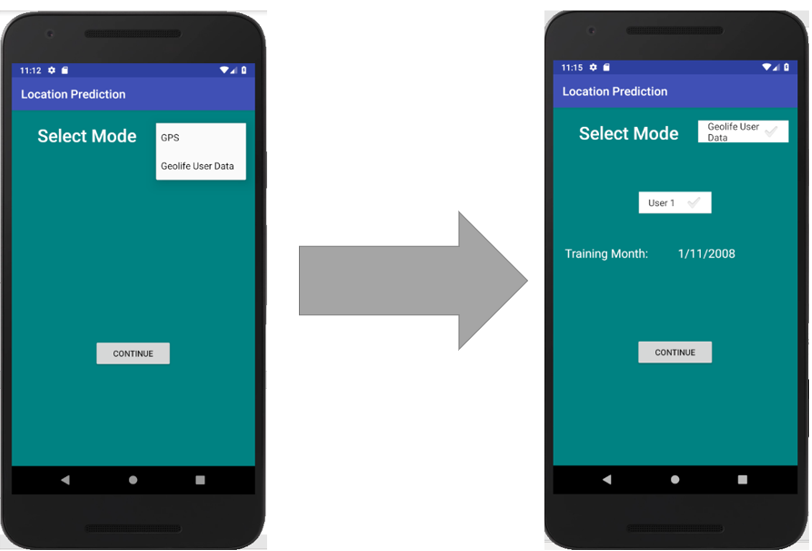 11:12
Location Prediction
Select Mode
GPS
Geolife User Data
CONTINUE
11:15
Location Prediction
Select Mode
Geolife User
Data
User 1
Training Month: 1/11/2008
CONTINUE